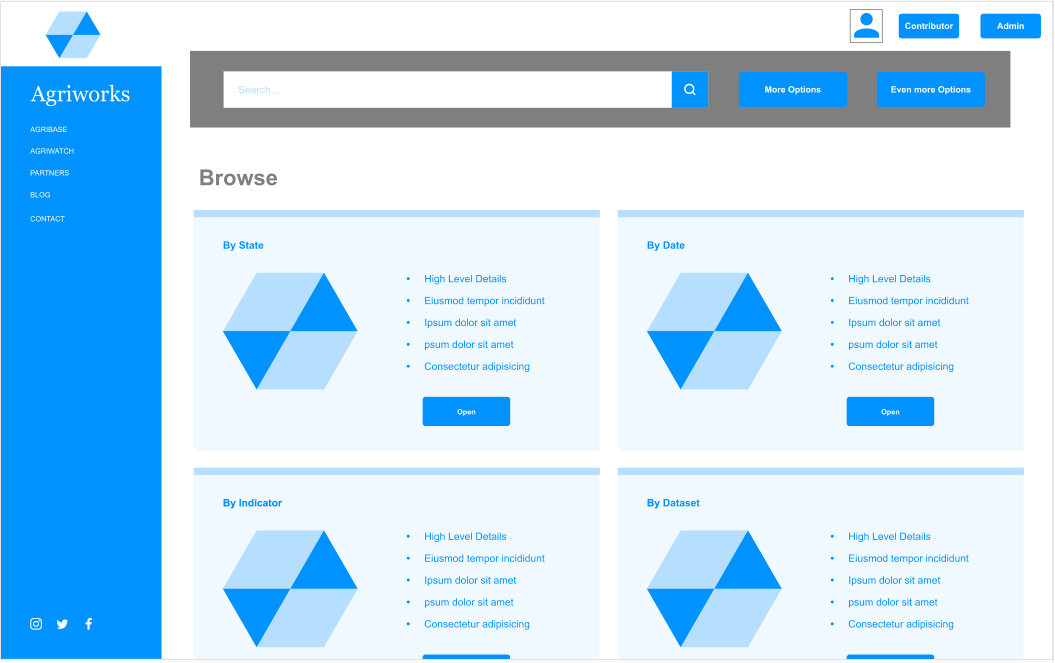 Contributor
Admin
Agriworks
AGRIBASE
AGRIWATCH
PARTNERS
BLOG
CONTACT
Search...
More Options
Even more Options
Browse
By State
• High Level Details
• Eiusmod tempor incididunt
• Ipsum dolor sit amet
• psum dolor sit amet
• Consectetur adipisicing
Open
By Date
• High Level Details
• Eiusmod tempor incididunt
• Ipsum dolor sit amet
• psum dolor sit amet
• Consectetur adipisicing
Open
By Indicator
• High Level Details
• Eiusmod tempor incididunt
• Ipsum dolor sit amet
• psum dolor sit amet
• Consectetur adipisicing
By Dataset
• High Level Details
• Eiusmod tempor incididunt
• Ipsum dolor sit amet
• psum dolor sit amet
• Consectetur adipisicing